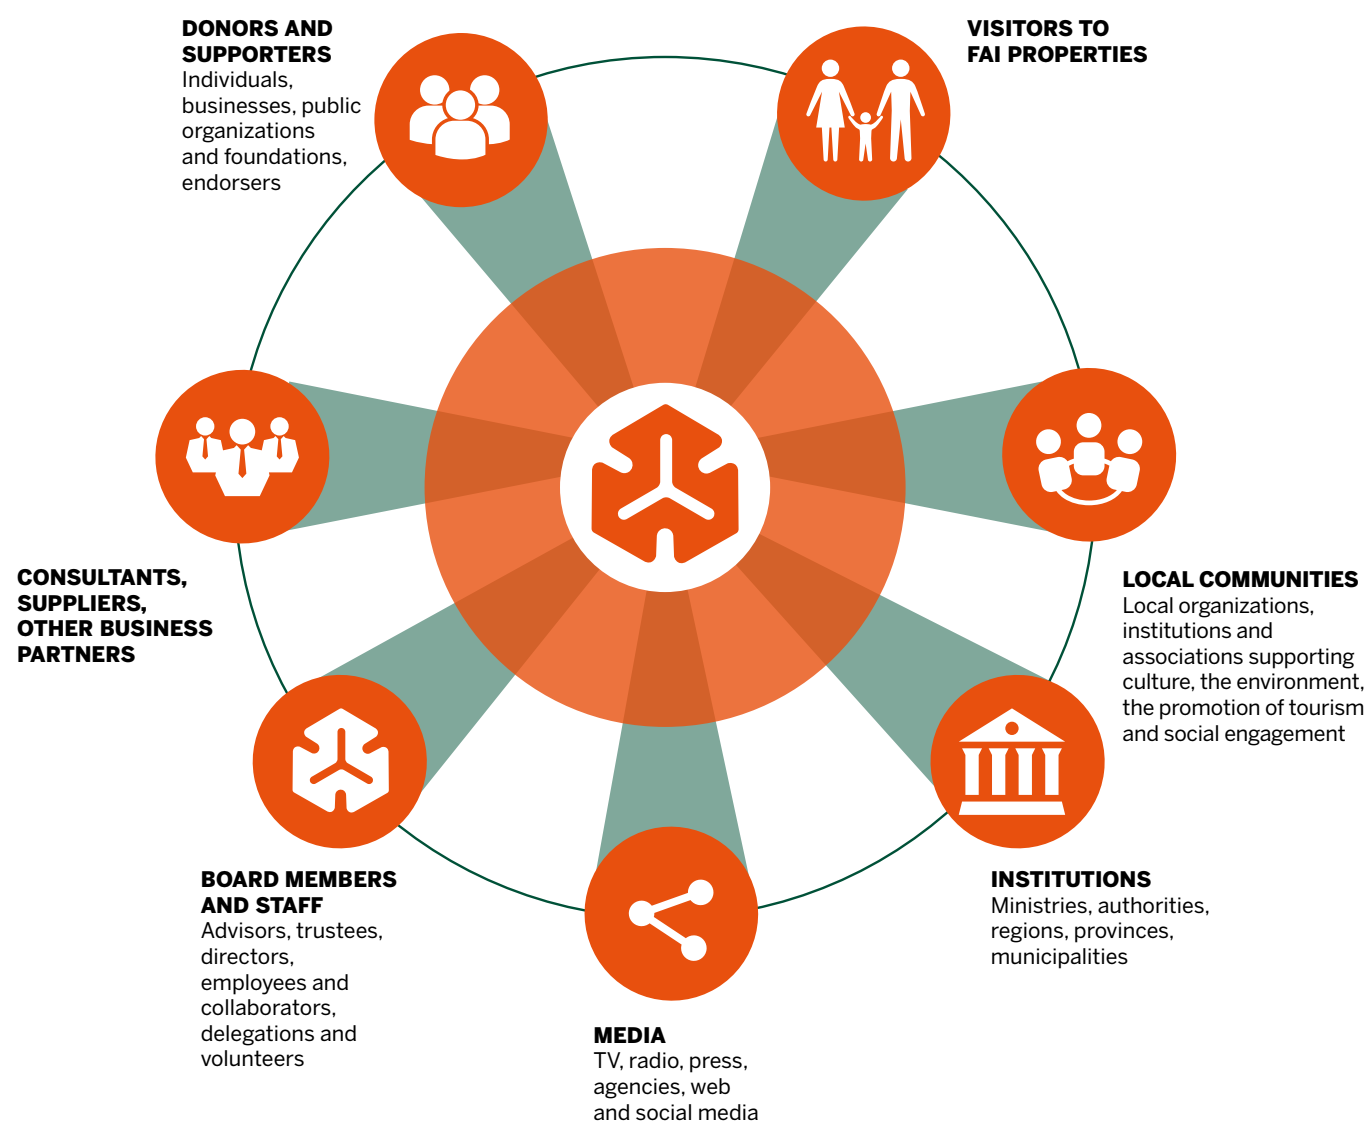 DONORS AND
SUPPORTERS
Individuals,
businesses, public
organizations
and foundations,
endorsers
VISITORS TO
FAI PROPERTIES
CONSULTANTS,
SUPPLIERS,
OTHER BUSINESS
PARTNERS
LOCAL COMMUNITIES
Local organizations,
institutions and
associations supporting
culture, the environment,
the promotion of tourism
and social engagement
BOARD MEMBERS
AND STAFF
Advisors, trustees,
directors,
employees and
collaborators,
delegations and
volunteers
INSTITUTIONS
Ministries, authorities,
regions, provinces,
municipalities
MEDIA
TV, radio, press,
agencies, web
and social media